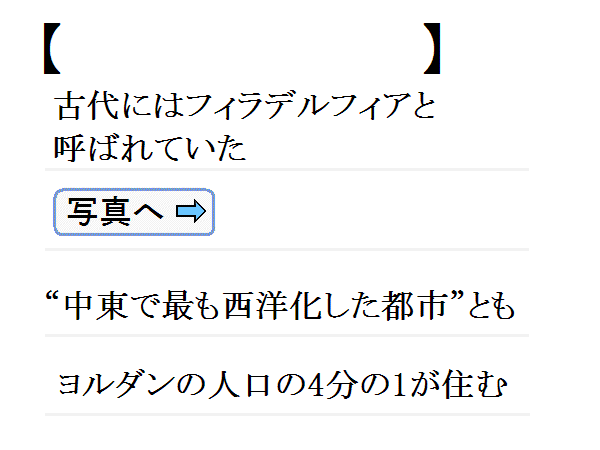 【 】
古代にはフィラデルフィアと
呼ばれていた
写真へ
“中東で最も西洋化した都市”とも
ヨルダンの人口の4分の1が住む